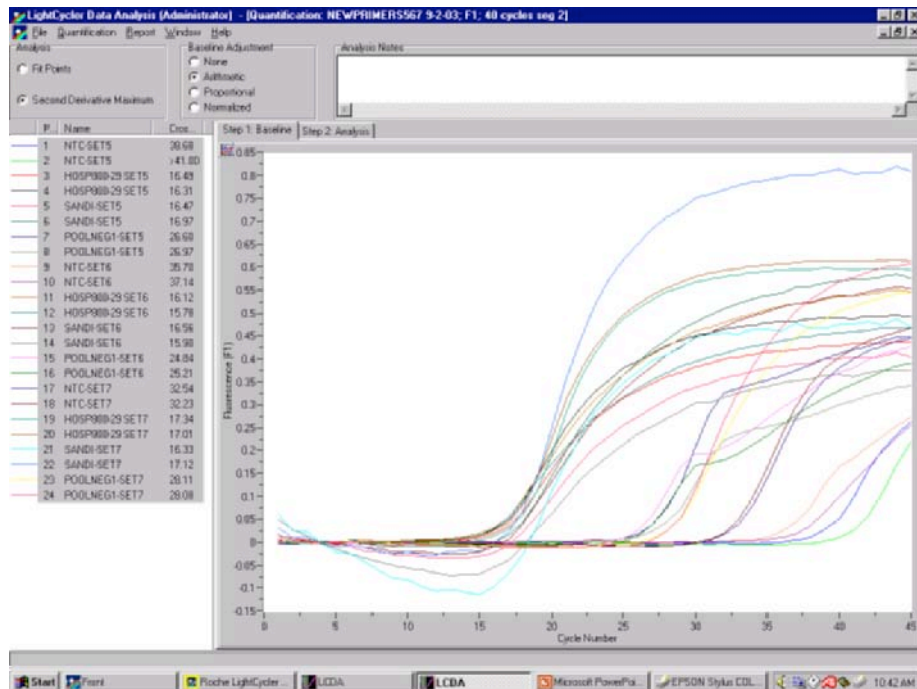 LightCycler Data Analysis (Administrator) - [Quantification: NEWPRIMERS567 9-2-03; F1; 40 cycles seg 2]
File Quantification Report Window Help
Analysis
Fit Points
Second Derivative Maximum
Baseline Adjustment
None
Arithmetic
Proportional
Normalized
Analysis Notes
P... Name Cros...
1 NTC-SET5 38.68
2 NTC-SET5 >41.00
3 HOSP980-29 SET5 16.49
4 HOSP980-29 SET5 16.31
5 SANDI-SET5 16.47
6 SANDI-SET5 16.97
7 POOLNEG1-SET5 26.60
8 POOLNEG1-SET5 26.97
9 NTC-SET6 35.70
10 NTC-SET6 37.14
11 HOSP980-29 SET6 16.12
12 HOSP980-29 SET6 15.78
13 SANDI-SET6 16.56
14 SANDI-SET6 15.98
15 POOLNEG1-SET6 24.84
16 POOLNEG1-SET6 25.21
17 NTC-SET7 32.54
18 NTC-SET7 32.23
19 HOSP980-29 SET7 17.34
20 HOSP980-29 SET7 17.01
21 SANDI-SET7 16.33
22 SANDI-SET7 17.12
23 POOLNEG1-SET7 28.11
24 POOLNEG1-SET7 28.08
Step 1: Baseline Step 2: Analysis
0.85
0.8
0.75
0.7
0.65
0.6
0.55
0.5
0.45
0.4
0.35
0.3
0.25
0.2
0.15
0.1
0.05
0
-0.05
-0.1
-0.15
Fluorescence (F1)
0 5 10 15 20 25 30 35 40 45
Cycle Number
Start Front Roche LightCycler ... LCDA LCDA Microsoft PowerPoi... EPSON Stylus COL... 10:42 AM